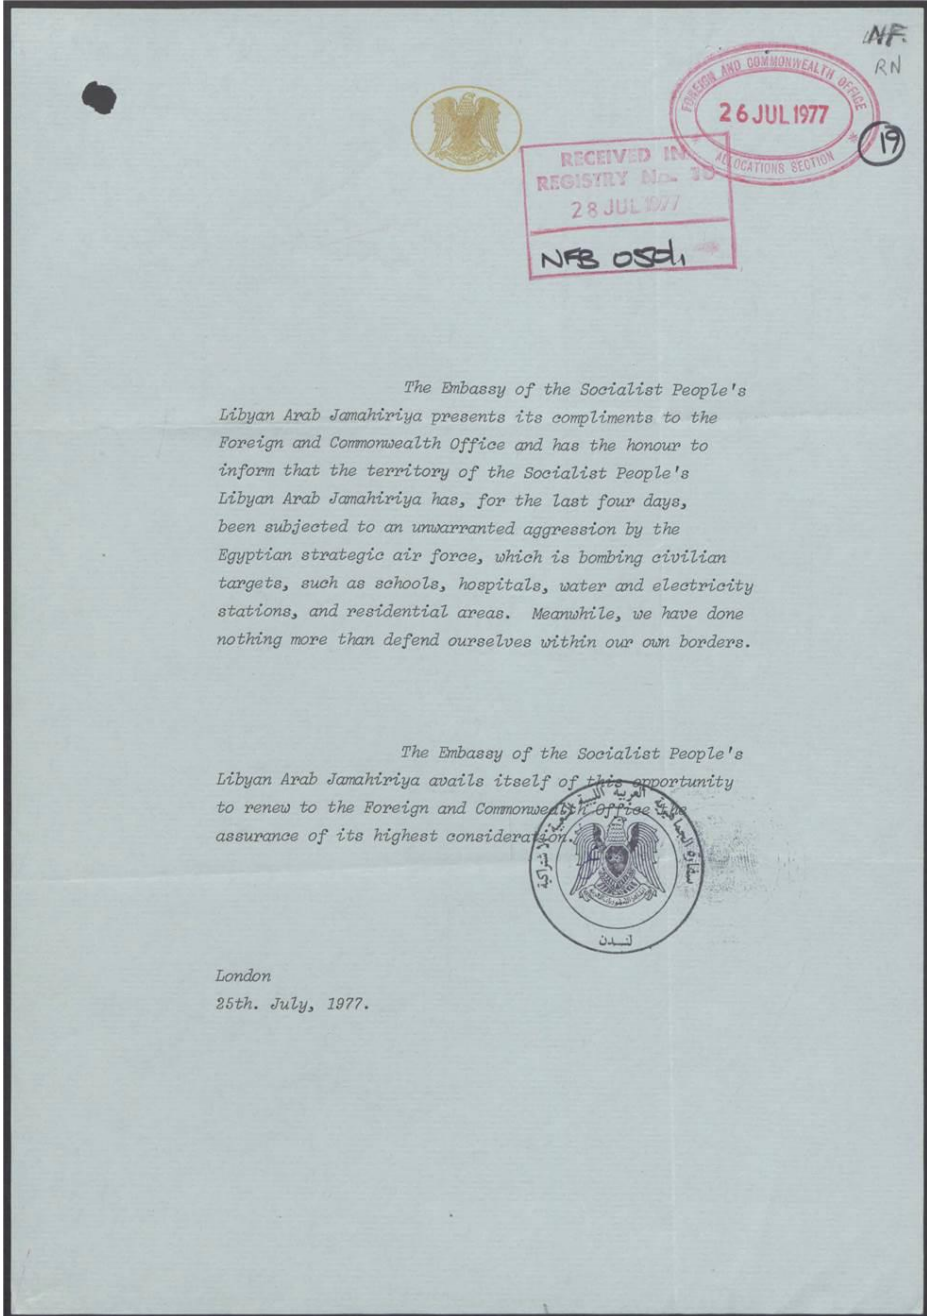 NF.
RN
FOREIGN AND COMMONWEALTH OFFICE
26 JUL 1977
ALLOCATIONS SECTION
19
RECEIVED IN
REGISTRY No.
28 JUL 1977
NFB
The Embassy of the Socialist People's
Libyan Arab Jamahiriya presents its compliments to the
Foreign and Commonwealth Office and has the honour to
inform that the territory of the Socialist People's
Libyan Arab Jamahiriya has, for the last four days,
been subjected to an unwarranted aggression by the
Egyptian strategic air force, which is bombing civilian
targets, such as schools, hospitals, water and electricity
stations, and residential areas. Meanwhile, we have done
nothing more than defend ourselves within our own borders.
The Embassy of the Socialist People's
Libyan Arab Jamahiriya avails itself of this opportunity
to renew to the Foreign and Commonwealth Office the
assurance of its highest consideration.
سفارة الجماهيرية العربية الليبية الشعبية الاشتراكية
لندن
London
25th. July, 1977.